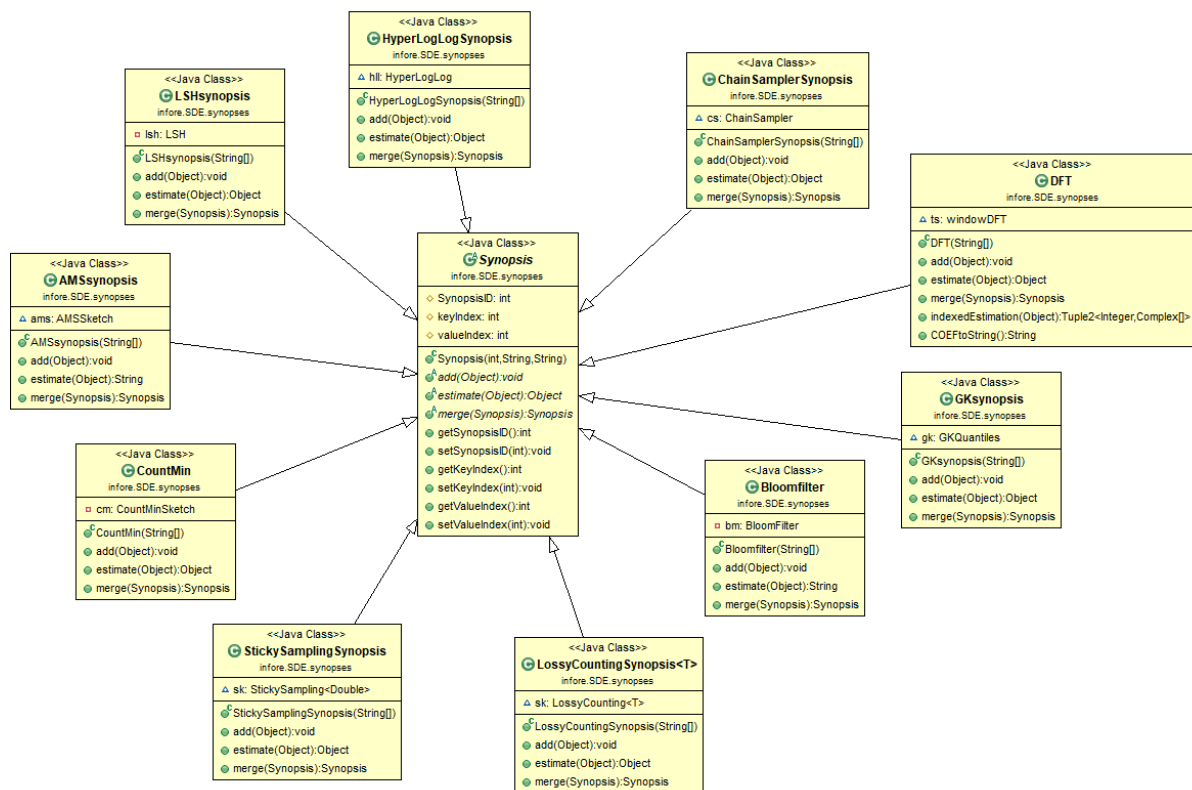 <<Java Class>>
HyperLogLogSynopsis
infore.SDE.synopses
hll: HyperLogLog
HyperLogLogSynopsis(String[])
add(Object):void
estimate(Object):Object
merge(Synopsis):Synopsis
<<Java Class>>
LSHsynopsis
infore.SDE.synopses
lsh: LSH
LSHsynopsis(String[])
add(Object):void
estimate(Object):Object
merge(Synopsis):Synopsis
<<Java Class>>
ChainSamplerSynopsis
infore.SDE.synopses
cs: ChainSampler
ChainSamplerSynopsis(String[])
add(Object):void
estimate(Object):Object
merge(Synopsis):Synopsis
<<Java Class>>
DFT
infore.SDE.synopses
ts: windowDFT
DFT(String[])
add(Object):void
estimate(Object):Object
merge(Synopsis):Synopsis
indexedEstimation(Object):Tuple2<Integer,Complex[]>
COEFtoString():String
<<Java Class>>
Synopsis
infore.SDE.synopses
SynopsisID: int
keyIndex: int
valueIndex: int
Synopsis(int,String,String)
add(Object):void
estimate(Object):Object
merge(Synopsis):Synopsis
getSynopsisID():int
setSynopsisID(int):void
getKeyIndex():int
setKeyIndex(int):void
getValueIndex():int
setValueIndex(int):void
<<Java Class>>
AMSsynopsis
infore.SDE.synopses
ams: AMSSketch
AMSsynopsis(String[])
add(Object):void
estimate(Object):String
merge(Synopsis):Synopsis
<<Java Class>>
GKsynopsis
infore.SDE.synopses
gk: GKQuantiles
GKsynopsis(String[])
add(Object):void
estimate(Object):Object
merge(Synopsis):Synopsis
<<Java Class>>
CountMin
infore.SDE.synopses
cm: CountMinSketch
CountMin(String[])
add(Object):void
estimate(Object):Object
merge(Synopsis):Synopsis
<<Java Class>>
Bloomfilter
infore.SDE.synopses
bm: BloomFilter
Bloomfilter(String[])
add(Object):void
estimate(Object):String
merge(Synopsis):Synopsis
<<Java Class>>
StickySamplingSynopsis
infore.SDE.synopses
sk: StickySampling<Double>
StickySamplingSynopsis(String[])
add(Object):void
estimate(Object):Object
merge(Synopsis):Synopsis
<<Java Class>>
LossyCountingSynopsis<T>
infore.SDE.synopses
sk: LossyCounting<T>
LossyCountingSynopsis(String[])
add(Object):void
estimate(Object):Object
merge(Synopsis):Synopsis